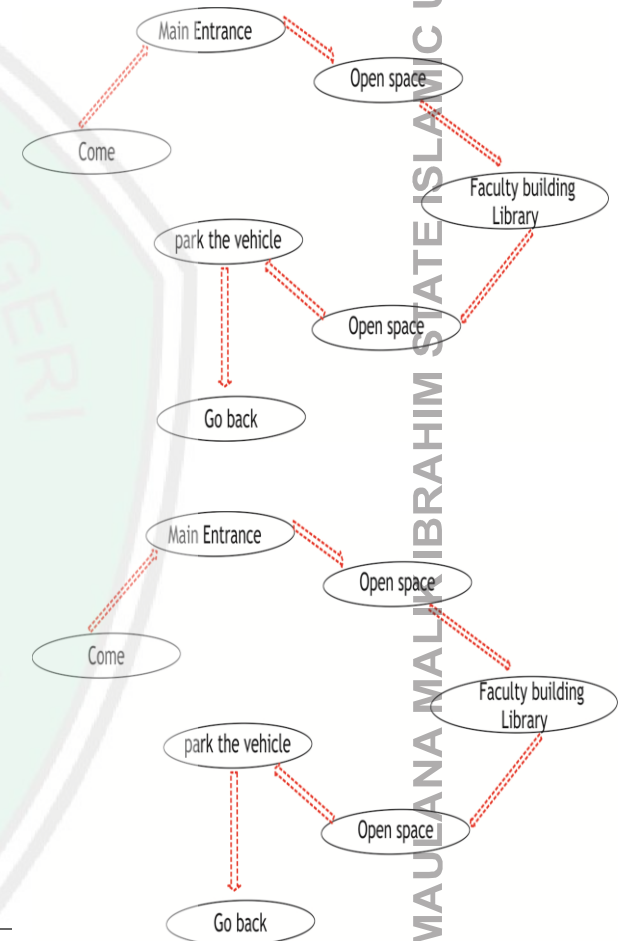 Main Entrance
Open space
Come
Faculty building
Library
park the vehicle
Open space
Go back
Main Entrance
Open space
Come
Faculty building
Library
park the vehicle
Open space
Go back
MAULANA MALIK IBRAHIM STATE ISLAMIC U
GERI